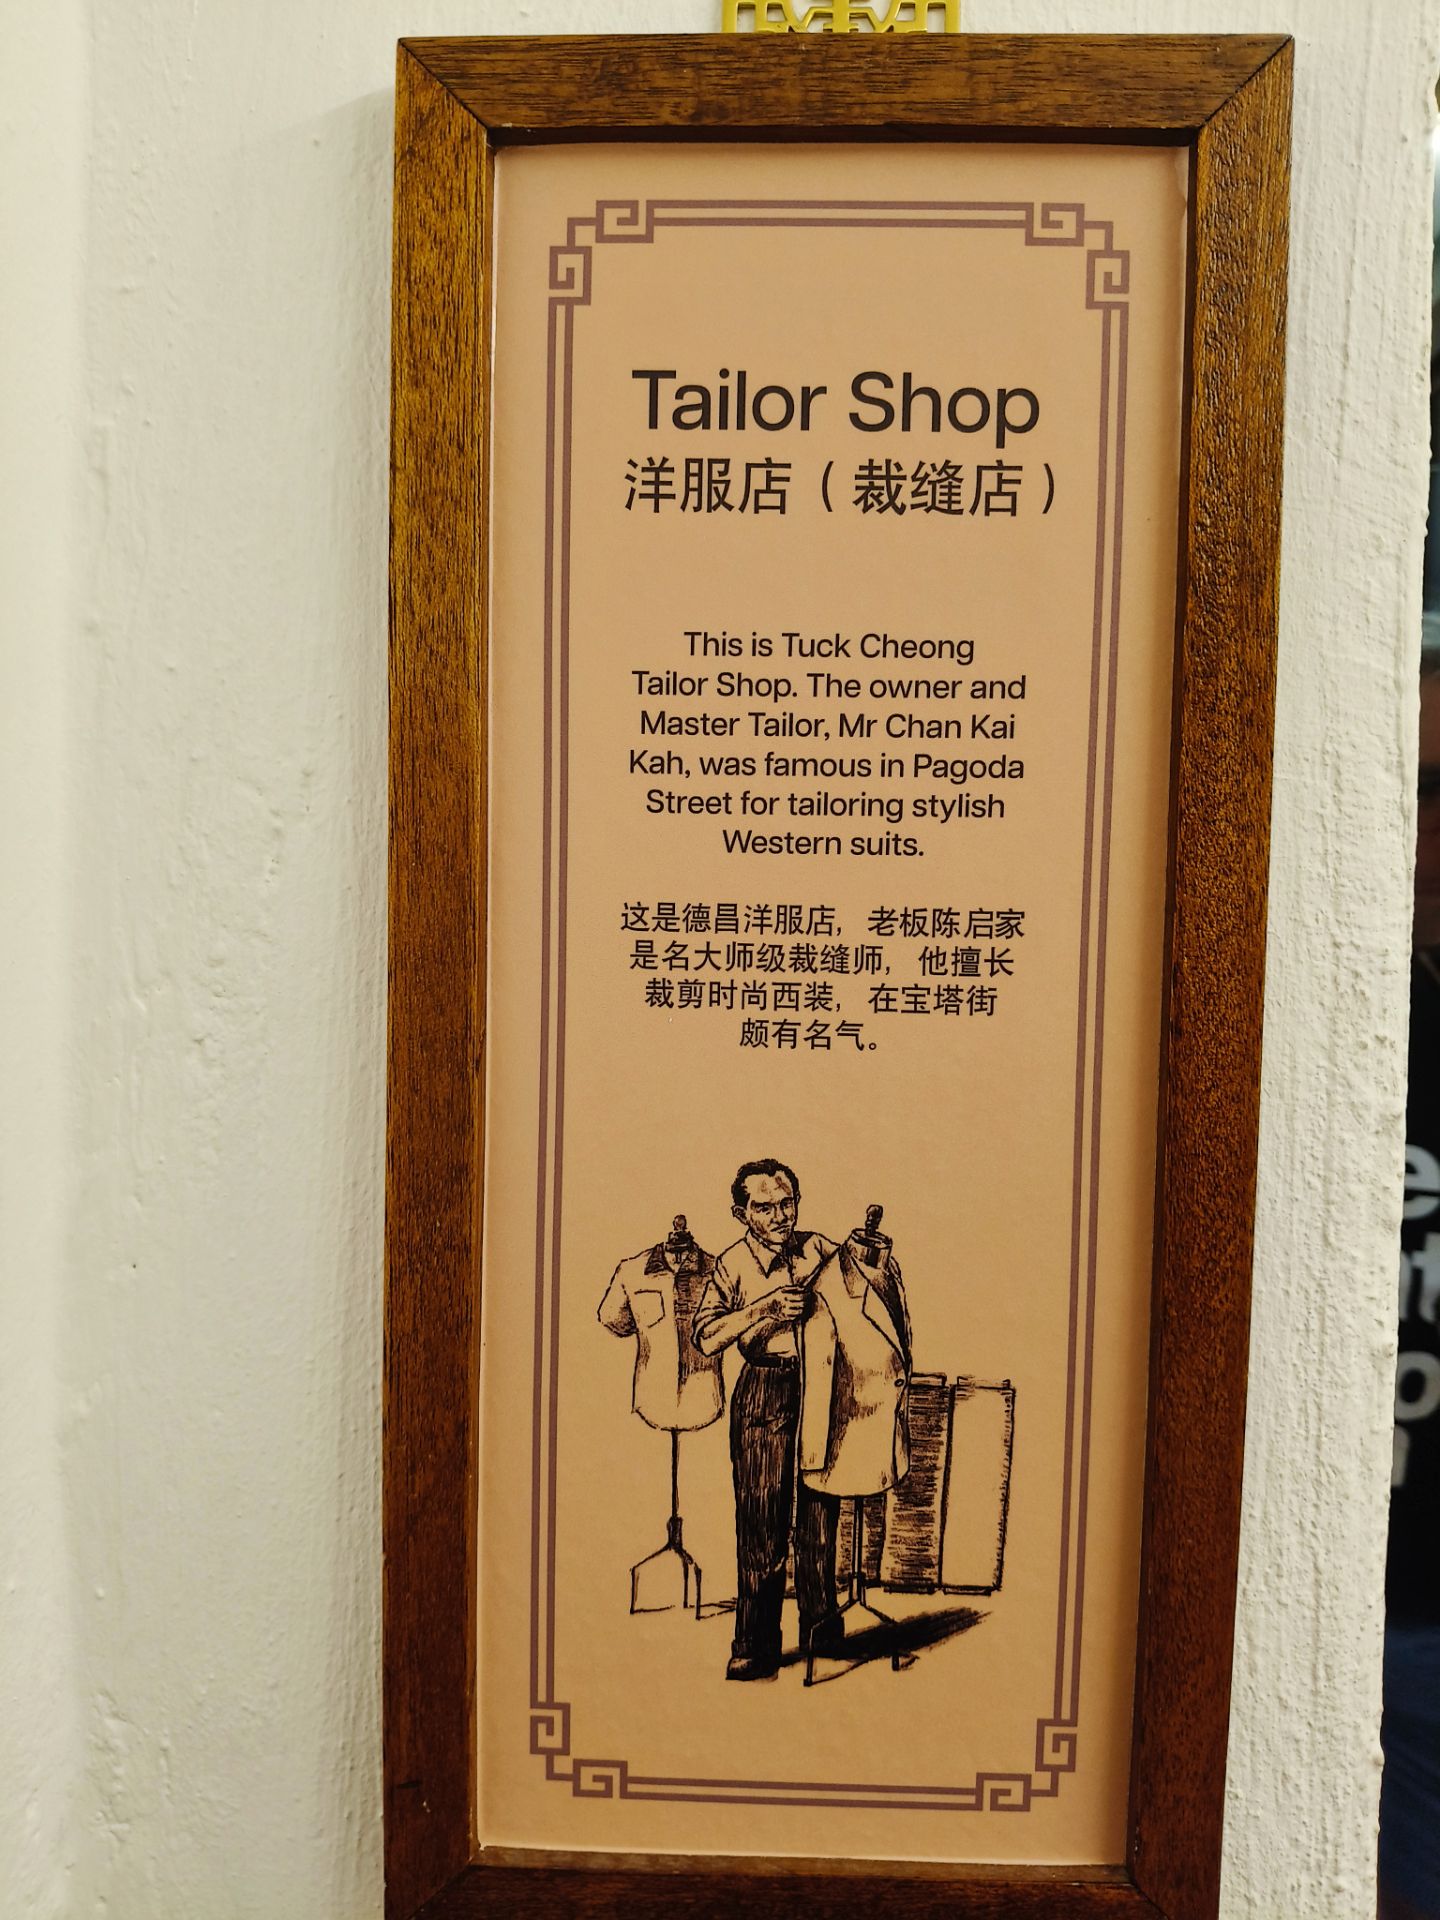 Tailor Shop
洋服店（裁缝店）
This is Tuck Cheong
Tailor Shop. The owner and
Master Tailor, Mr Chan Kai
Kah, was famous in Pagoda
Street for tailoring stylish
Western suits.
这是德昌洋服店， 老板陈启家
是名大师级裁缝师， 他擅长
裁剪时尚西装， 在宝塔街
颇有名气。